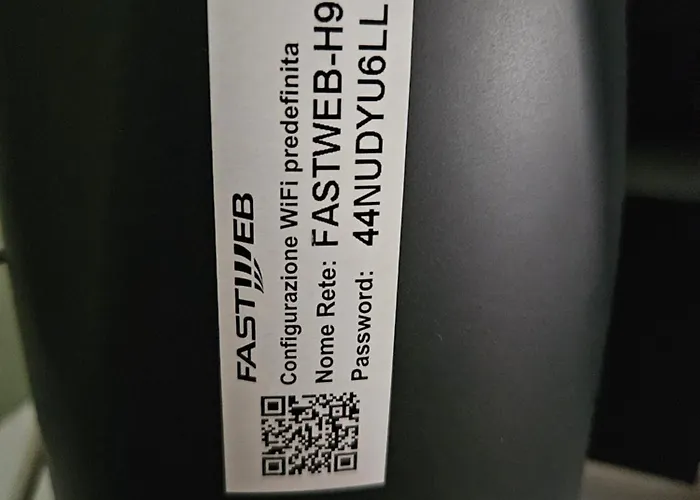 FASTWEB
Configurazione WiFi predefinita
Nome Rete: FASTWEB-H9
Password: 44NUDYU6LL